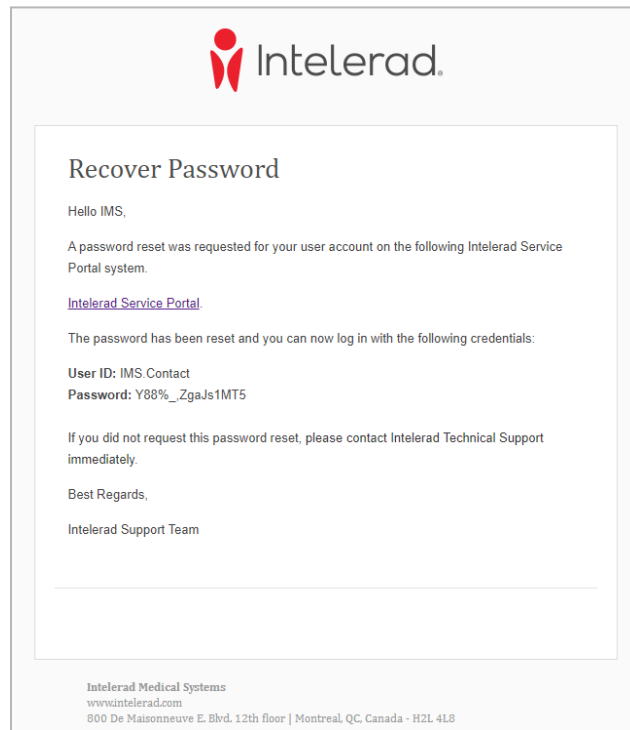 Intelerad®
Recover Password
Hello IMS,
A password reset was requested for your user account on the following Intelerad Service
Portal system.
Intelerad Service Portal.
The password has been reset and you can now log in with the following credentials:
User ID: IMS.Contact
Password: Y88%_,ZgaJs1MT5
If you did not request this password reset, please contact Intelerad Technical Support
immediately.
Best Regards,
Intelerad Support Team
Intelerad Medical Systems
www.intelerad.com
800 De Maisonneuve E. Blvd. 12th floor | Montreal, QC, Canada - H2L 4L8